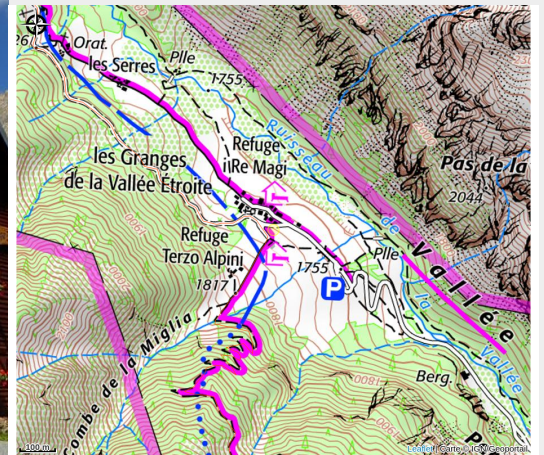 26
Orat.
les Serres
Plle
1755
Ruisseau
de
la
Vallée
Refuge
i Re Magi
les Granges
de la Vallée Étroite
Pas de la
2044
Vallée
Refuge
Terzo Alpini
1817
1755
P
Plle
Combe de la Miglia
Berg.
100 m
Leaflet | Carte © IGN/Geoportail